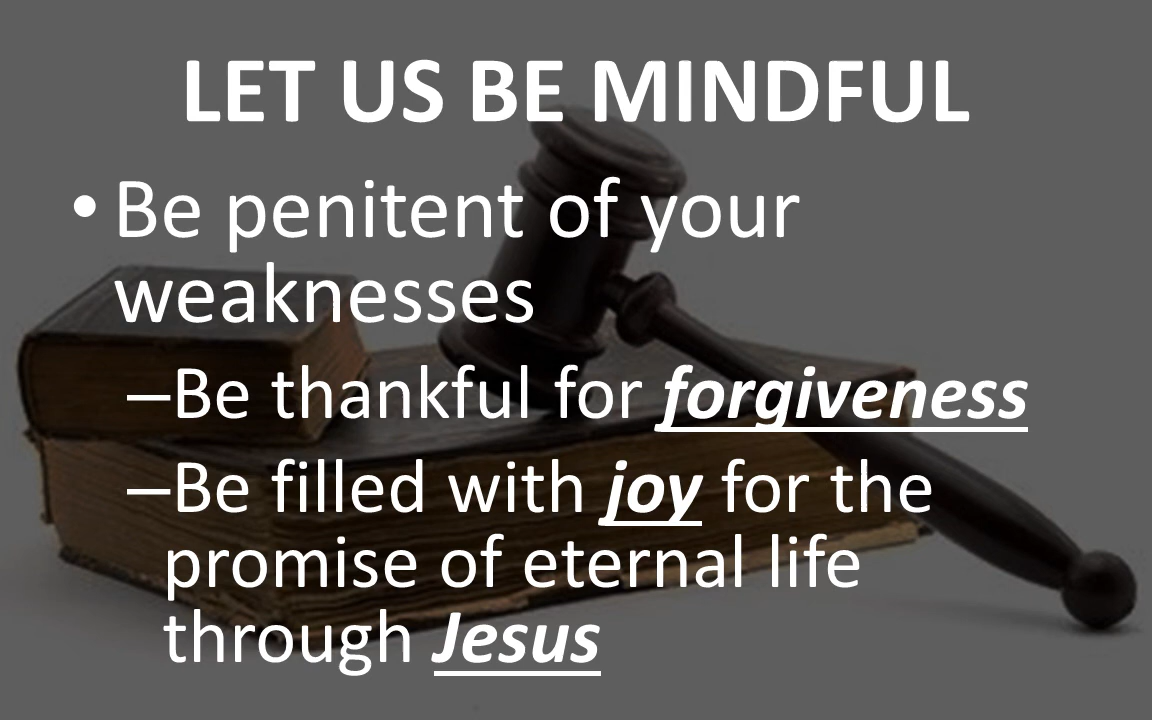 LET US BE MINDFUL
• Be penitent of your
weaknesses
–Be thankful for forgiveness
–Be filled with joy for the
promise of eternal life
through Jesus